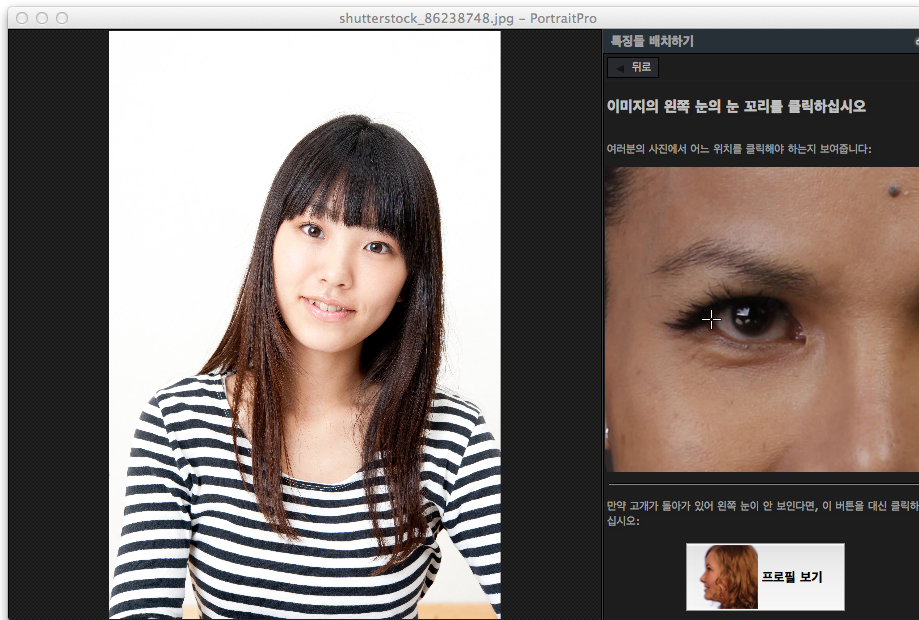 shutterstock_86238748.jpg – PortraitPro
특징들 배치하기
뒤로
이미지의 왼쪽 눈의 눈 꼬리를 클릭하십시오
여러분의 사진에서 어느 위치를 클릭해야 하는지 보여줍니다:
만약 고개가 돌아가 있어 왼쪽 눈이 안 보인다면, 이 버튼을 대신 클릭하
십시오:
프로필 보기